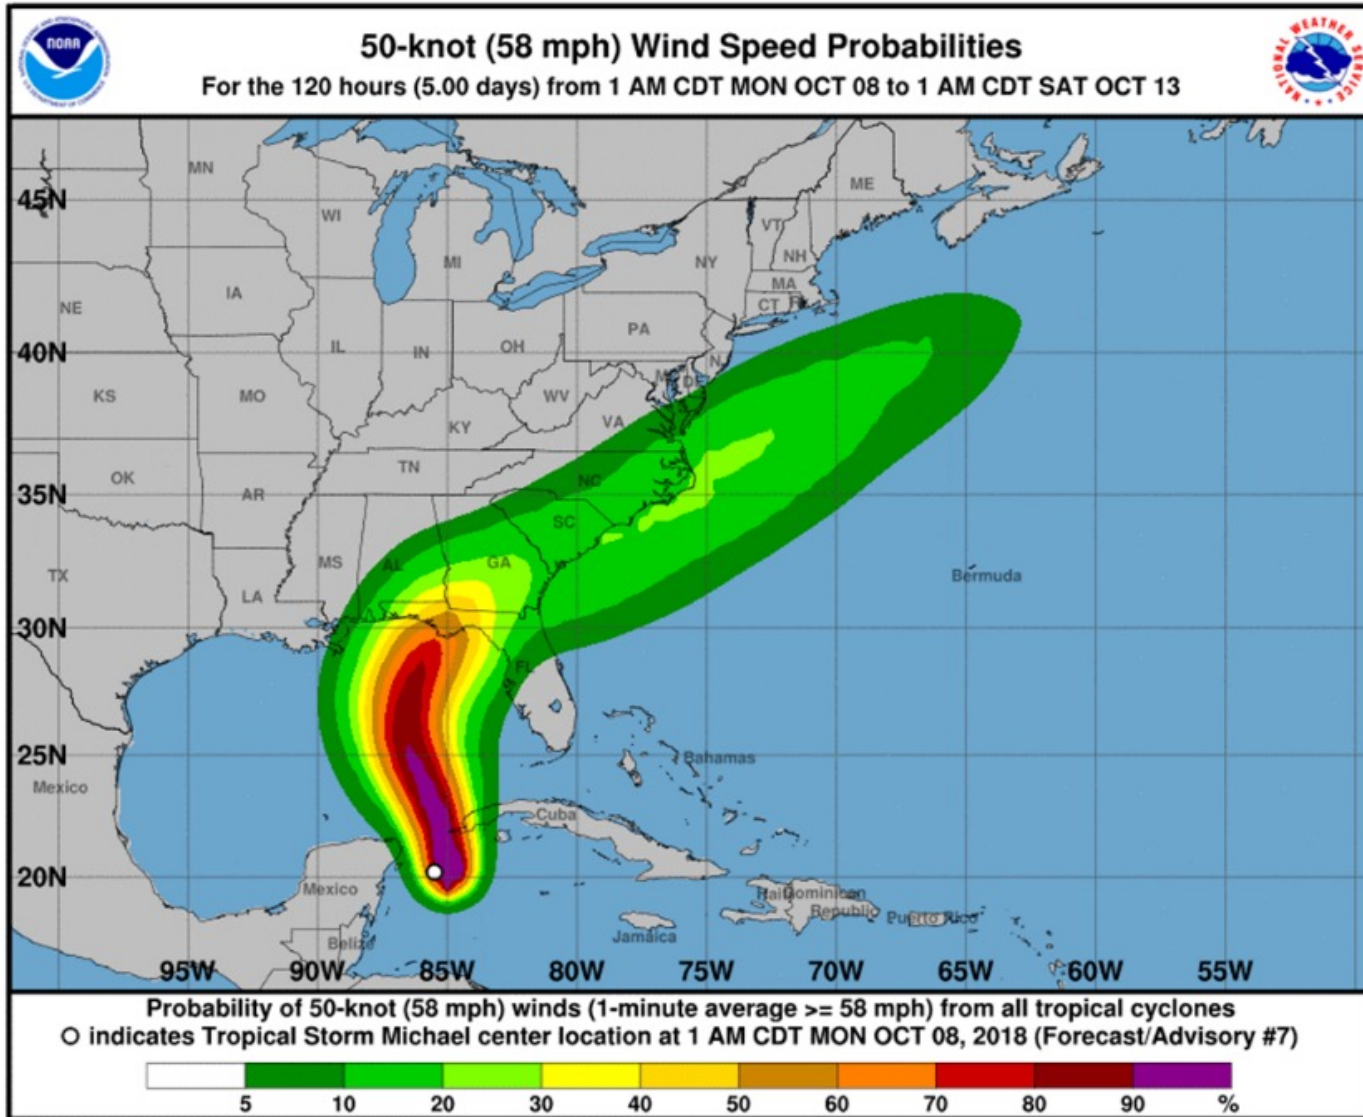 50-knot (58 mph) Wind Speed Probabilities
For the 120 hours (5.00 days) from 1 AM CDT MON OCT 08 to 1 AM CDT SAT OCT 13
NOAA
NATIONAL WEATHER SERVICE
MN
ME
45N
WI
VT
NH
MI
NY
MA
CT
NE
IA
PA
40N
IL
IN
OH
NJ
DE
KS
MO
WV
VA
KY
TN
OK
AR
NC
35N
SC
MS
AL
GA
TX
LA
Bermuda
30N
FL
25N
Bahamas
Mexico
Cuba
20N
Mexico
Haiti
Dominican
Republic
Puerto Rico
Belize
Jamaica
95W 90W 85W 80W 75W 70W 65W 60W 55W
Probability of 50-knot (58 mph) winds (1-minute average >= 58 mph) from all tropical cyclones
O indicates Tropical Storm Michael center location at 1 AM CDT MON OCT 08, 2018 (Forecast/Advisory #7)
5 10 20 30 40 50 60 70 80 90 %